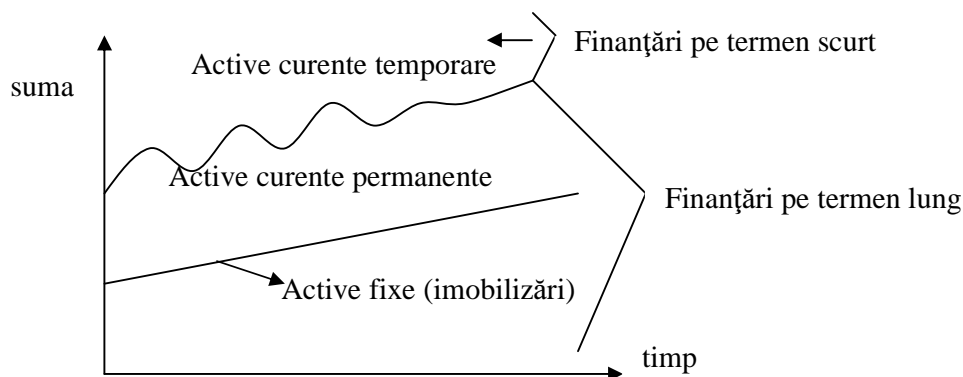 Finanţări pe termen scurt
Active curente temporare
suma
Active curente permanente
Finanţări pe termen lung
Active fixe (imobilizări)
timp